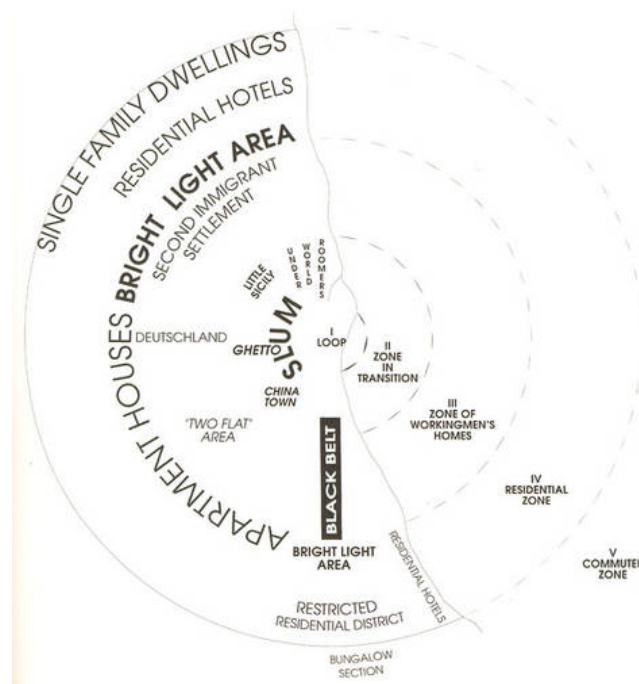 SINGLE FAMILY DWELLINGS
RESIDENTIAL HOTELS
BRIGHT LIGHT AREA
SECOND IMMIGRANT
SETTLEMENT
LITTLE
SICILY
UNDER
WORLD
ROOMERS
APARTMENT HOUSES
DEUTSCHLAND
GHETTO
SLUM
I
LOOP
II
ZONE
IN
TRANSITION
CHINA
TOWN
III
ZONE OF
WORKINGMEN'S
HOMES
"TWO FLAT"
AREA
BLACK BELT
IV
RESIDENTIAL
ZONE
BRIGHT LIGHT
AREA
RESIDENTIAL HOTELS
V
COMMUTER
ZONE
RESTRICTED
RESIDENTIAL DISTRICT
BUNGALOW
SECTION